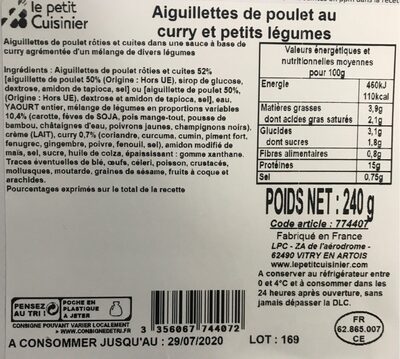 le petit
Cuisinier
Aiguillettes de poulet au
curry et petits légumes
Aiguillettes de poulet rôties et cuites dans une sauce à base de
curry agrémentée d'un mélange de divers légumes
Ingrédients : Aiguillettes de poulet rôties et cuites 52%
[aiguillette de poulet 50% (Origine : Hors UE), sirop de glucose,
dextrose, amidon de tapioca, sel] ou [aiguillette de poulet 50%,
(Origine : Hors UE), dextrose et amidon de tapioca, sel], eau,
YAOURT entier, mélange de légumes en proportions variables
10,4% (carotte, fèves de SOJA, pois mange-tout, pousse de
bambou, châtaignes d'eau, poivrons jaunes, champignons noirs).
crème (LAIT), curry 0,7% (coriandre, curcuma, cumin, piment fort,
fenugrec, gingembre, poivre, fenouil, sel), amidon modifié de
maïs, sel, sucre, huile de colza, épaississant : gomme xanthane.
Traces éventuelles de blé, œufs, céleri, poisson, crustacés,
mollusques, moutarde, graines de sésame, fruits à coque et
arachides.
Pourcentages exprimés sur le total de la recette
Valeurs énergétiques et
nutritionnelle moyennes
pour 100g
Energie 460kJ
110kcal
Matières grasses 3,9g
dont acides gras saturés 2,1g
Glucides 3,1g
dont sucres 1,8g
Fibres alimentaires 0,8g
Protéines 15g
Sel 0,75g
POIDS NET : 240 g
Code article : 774407
Fabriqué en France
LPC - ZA de l'aérodrome -
62490 VITRY EN ARTOIS
www.lepetitcuisinier.com
A conserver au réfrigérateur entre
0 et 4°C et à consommer dans les
24 heures après ouverture, sans
jamais dépasser la DLC.
PENSEZ
AU TRI !
POCHE EN
PLASTIQUE
A JETER
CONSIGNE POUVANT VARIER LOCALEMENT
> WWW.CONSIGNEDETRI.FR
3 356067 744072
A CONSOMMER JUSQU'AU : 29/07/2020
LOT : 169
FR
62.865.007
CE